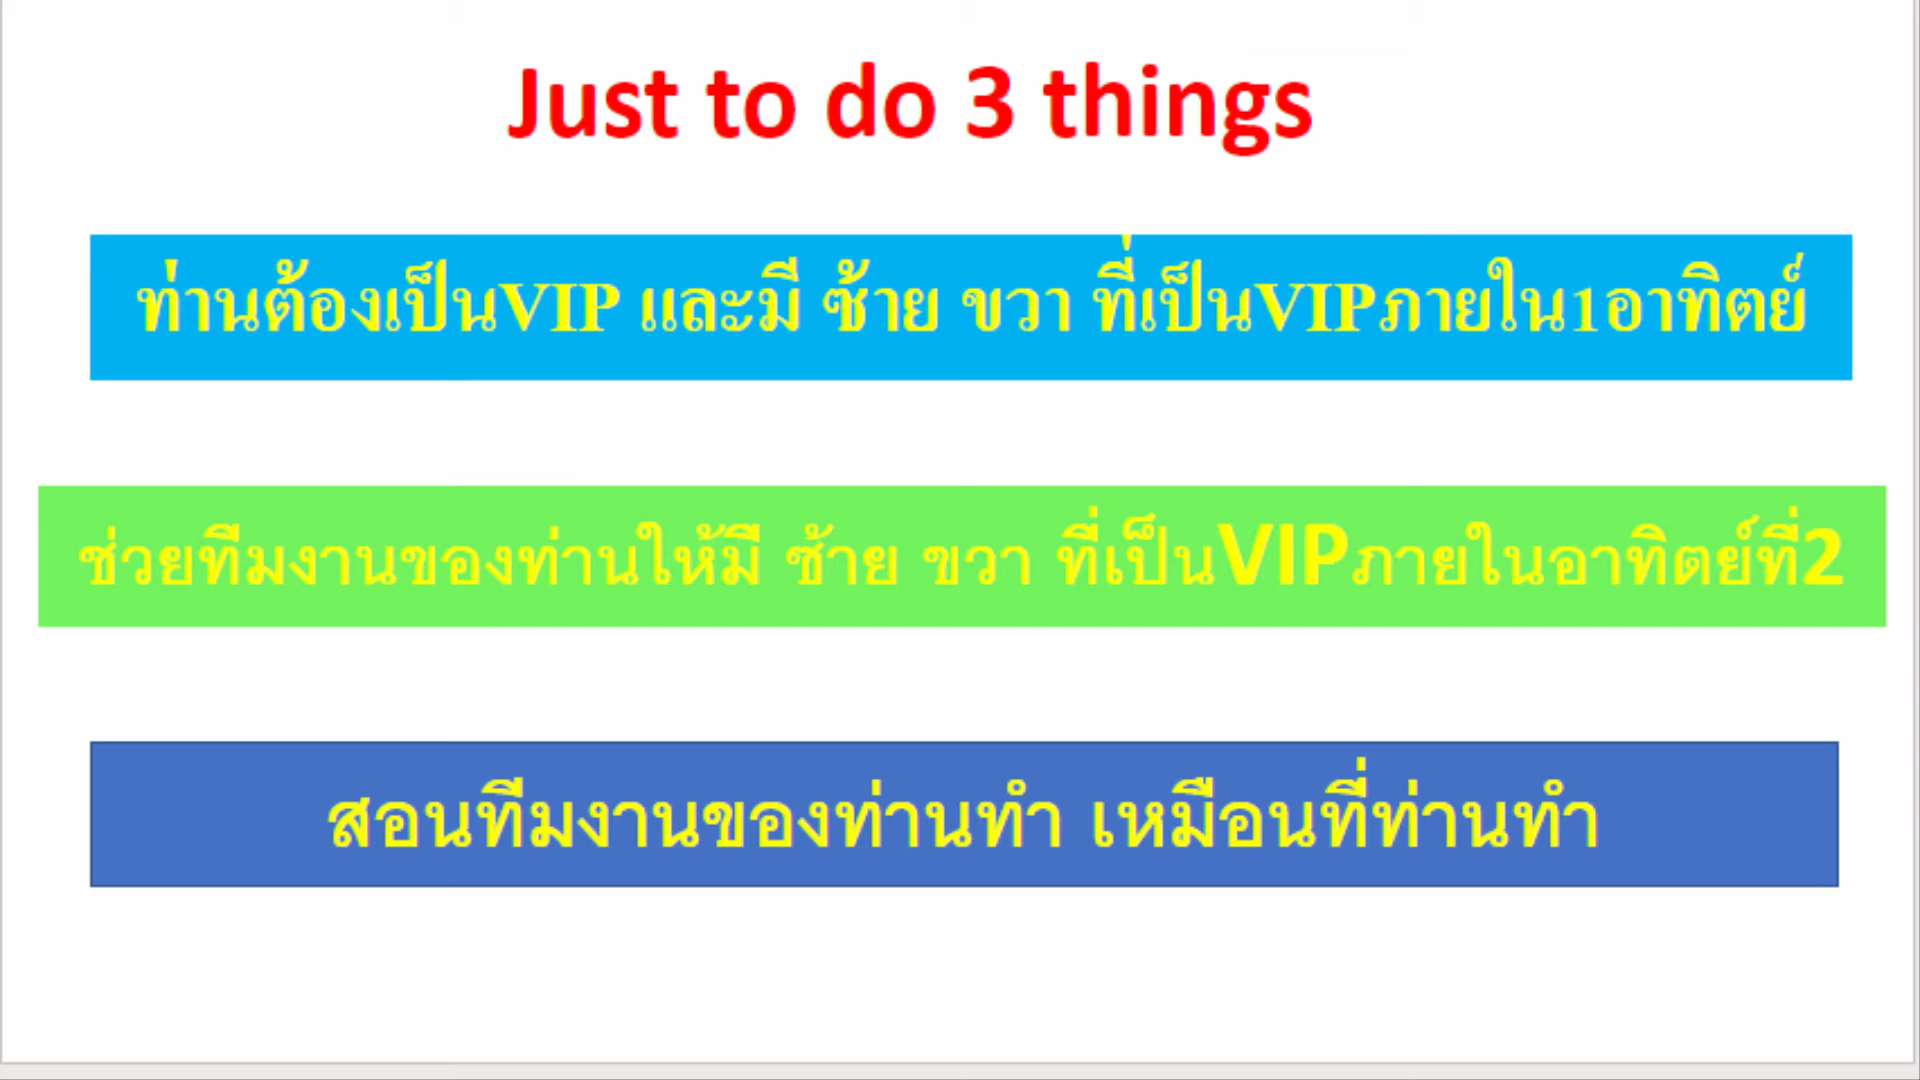 Just to do 3 things
ท่านต้องเป็นVIP และมี ซ้าย ขวา ที่เป็นVIPภายใน1อาทิตย์
ช่วยทีมงานของท่านให้มี ซ้าย ขวา ที่เป็นVIPภายในอาทิตย์ที่2
สอนทีมงานของท่านทำ เหมือนที่ท่านทำ